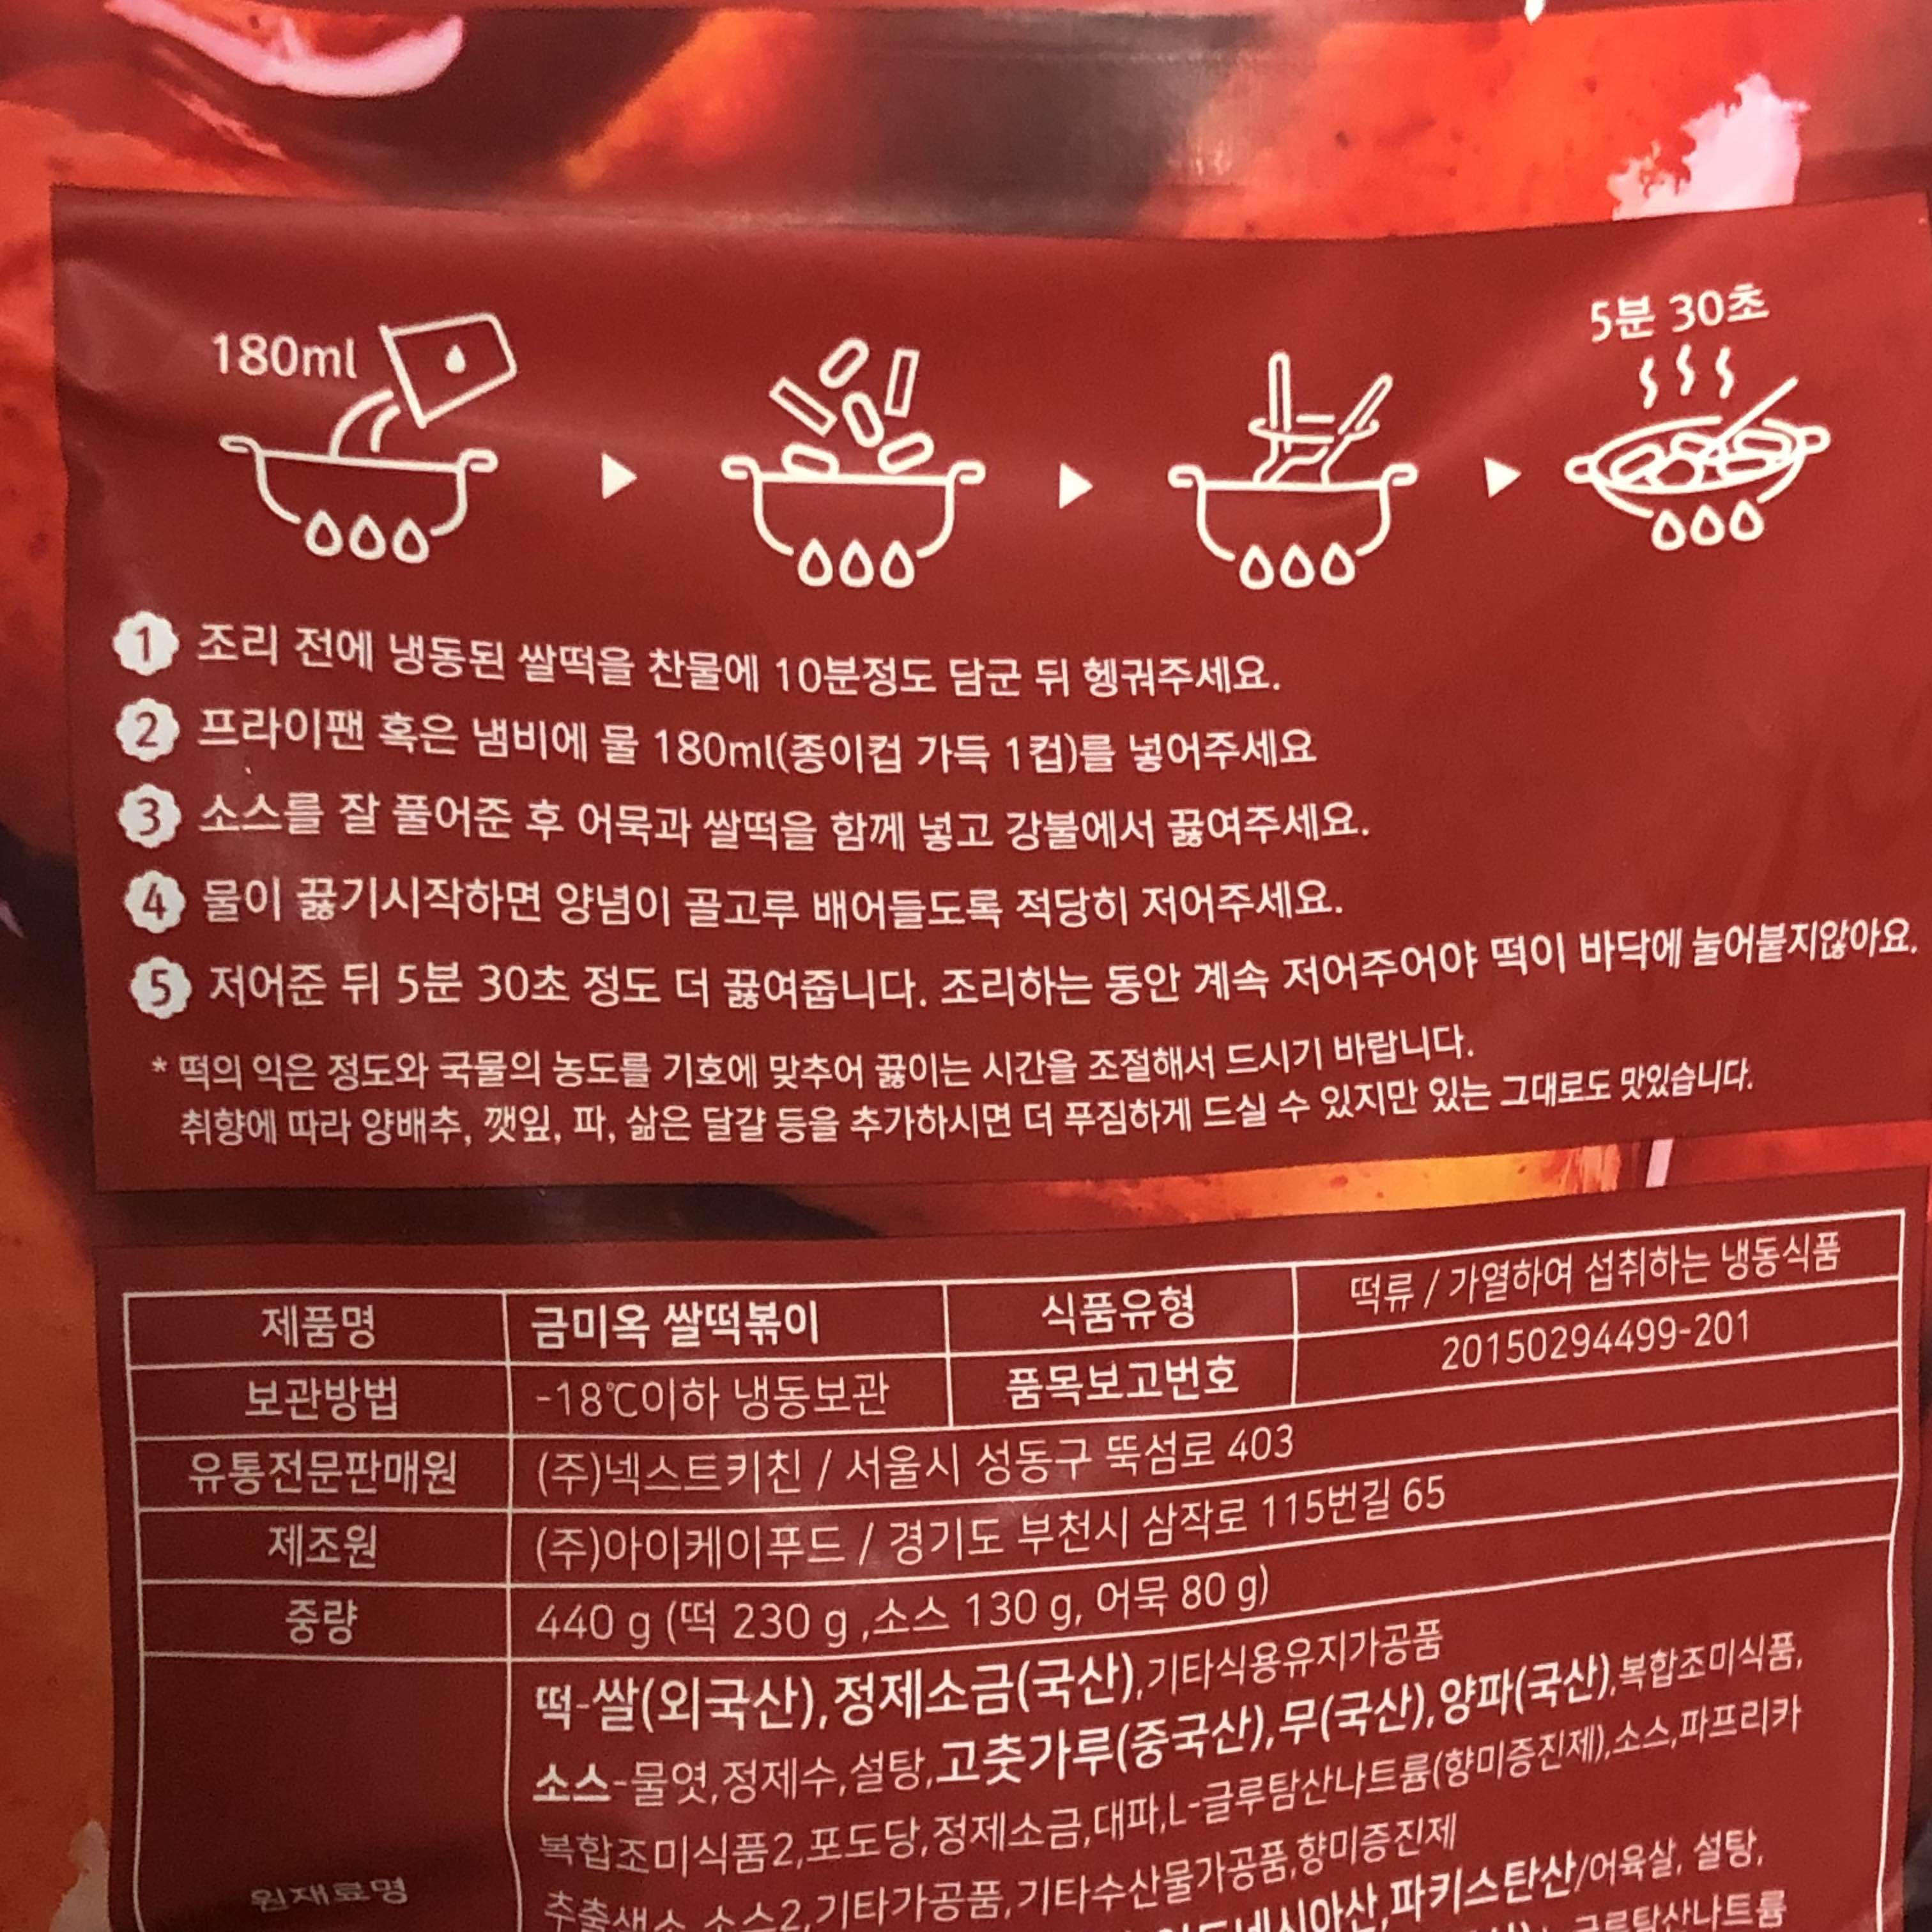 180ml
5분 30초
1 조리 전에 냉동된 쌀떡을 찬물에 10분정도 담군 뒤 헹궈주세요.
2 프라이팬 혹은 냄비에 물 180ml(종이컵 가득 1컵)를 넣어주세요
3 소스를 잘 풀어준 후 어묵과 쌀떡을 함께 넣고 강불에서 끓여주세요.
4 물이 끓기시작하면 양념이 골고루 배어들도록 적당히 저어주세요.
5 저어준 뒤 5분 30초 정도 더 끓여줍니다. 조리하는 동안 계속 저어주어야 떡이 바닥에 눌어붙지않아요.
* 떡의 익은 정도와 국물의 농도를 기호에 맞추어 끓이는 시간을 조절해서 드시기 바랍니다.
취향에 따라 양배추, 깻잎, 파, 삶은 달걀 등을 추가하시면 더 푸짐하게 드실 수 있지만 있는 그대로도 맛있습니다.
제품명 금미옥 쌀떡볶이 식품유형 떡류 / 가열하여 섭취하는 냉동식품
보관방법 -18℃이하 냉동보관 품목보고번호 20150294499-201
유통전문판매원 (주)넥스트키친 / 서울시 성동구 뚝섬로 403
제조원 (주)아이케이푸드 / 경기도 부천시 삼작로 115번길 65
중량 440 g (떡 230 g ,소스 130 g, 어묵 80 g)
원재료명
떡-쌀(외국산),정제소금(국산),기타식용유지가공품
소스-물엿,정제수,설탕,고춧가루(중국산),무(국산),양파(국산),복합조미식품,
복합조미식품2,포도당,정제소금,대파,L-글루탐산나트륨(향미증진제),소스,파프리카
추출색소,소스2,기타가공품,기타수산물가공품,향미증진제
파키스탄산/어육살, 설탕,